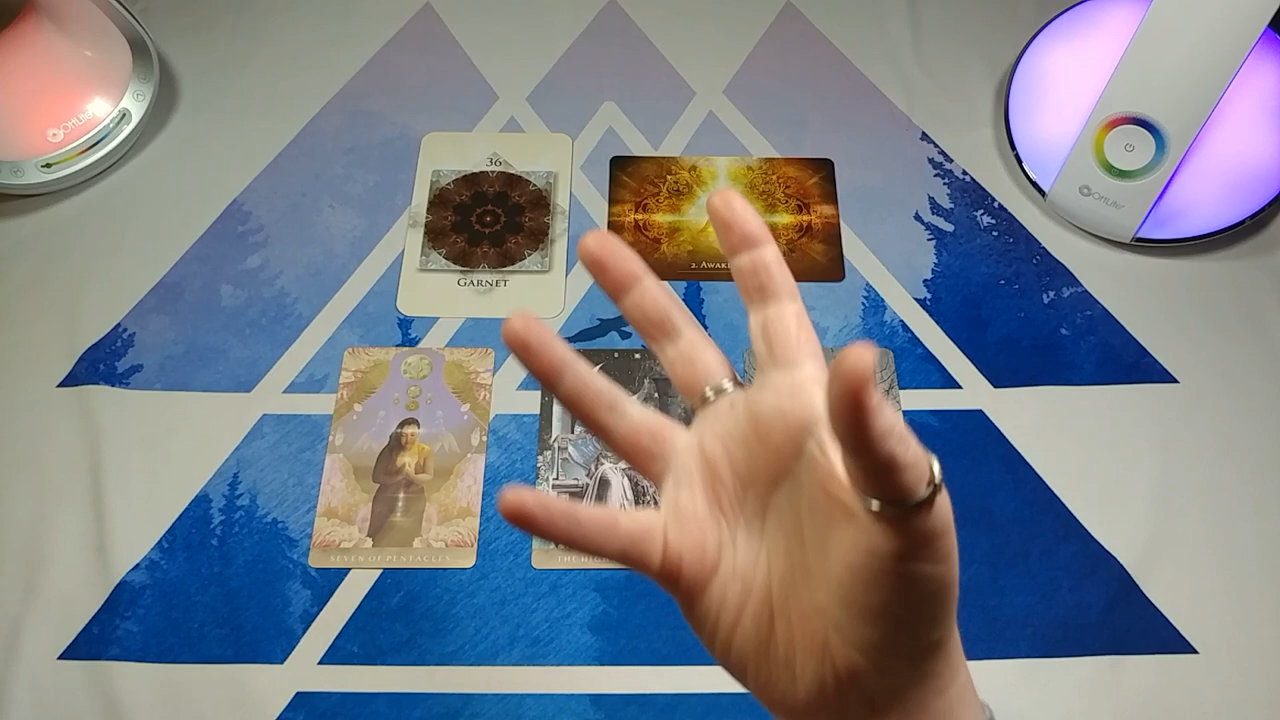 OttLite
OttLite
36
GARNET
2. AWAK
SEVEN OF PENTACLES
THE HIG